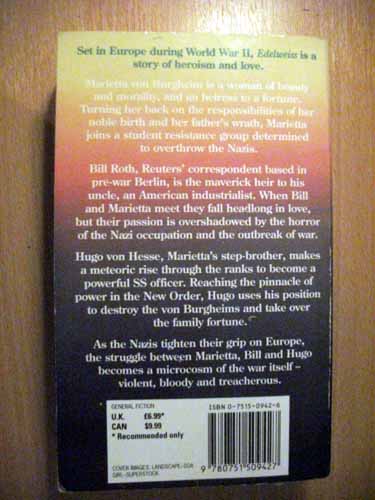 Set in Europe during World War II, Edelweiss is a
story of heroism and love.
Marietta von Burgheim is a woman of beauty
and morality, and an heiress to a fortune.
Turning her back on the responsibilities of her
noble birth and her father's wrath, Marietta
joins a student resistance group determined
to overthrow the Nazis.
Bill Roth, Reuters' correspondent based in
pre-war Berlin, is the maverick heir to his
uncle, an American industrialist. When Bill
and Marietta meet they fall headlong in love,
but their passion is overshadowed by the horror
of the Nazi occupation and the outbreak of war.
Hugo von Hesse, Marietta's step-brother, makes
a meteoric rise through the ranks to become a
powerful SS officer. Reaching the pinnacle of
power in the New Order, Hugo uses his position
to destroy the von Burgheims and take over
the family fortune.
As the Nazis tighten their grip on Europe,
the struggle between Marietta, Bill and Hugo
becomes a microcosm of the war itself –
violent, bloody and treacherous.
GENERAL FICTION
U.K. £6.99*
CAN $9.99
* Recommended only
ISBN 0-7515-0942-6
9 780751 509427
COVER IMAGES: LANDSCAPE-GGA
GIRL-SUPERSTOCK